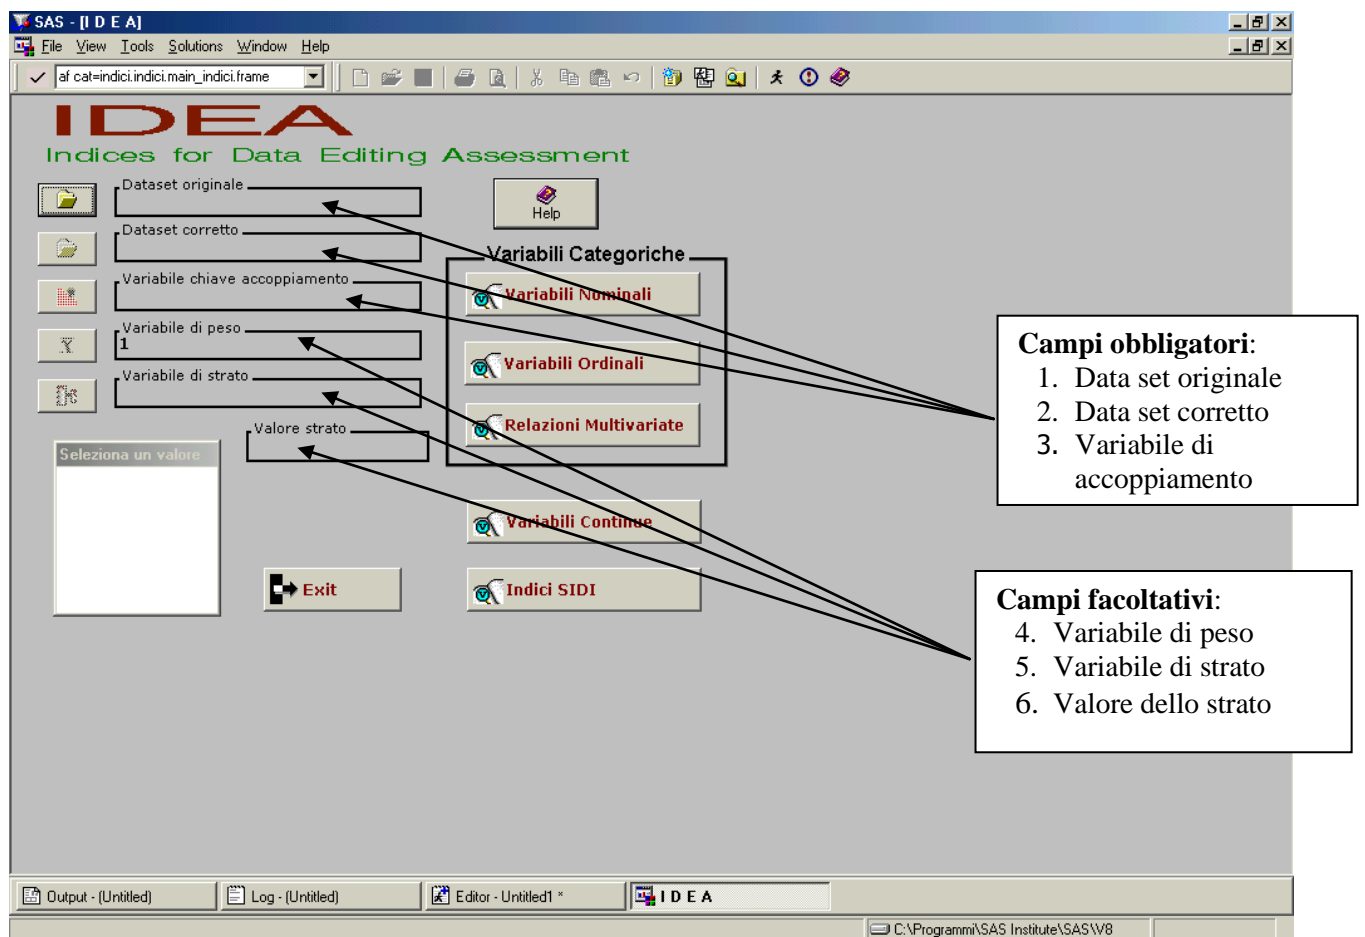 SAS - [I D E A]
File View Tools Solutions Window Help
af cat=indici.indici.main_indici.frame
IDEA
Indices for Data Editing Assessment
Dataset originale
Help
Dataset corretto
Variabili Categoriche
Variabile chiave accoppiamento
Variabili Nominali
Variabile di peso
1
Variabili Ordinali
Variabile di strato
Valore strato
Relazioni Multivariate
Seleziona un valore
Variabili Continue
Exit
Indici SIDI
Campi obbligatori:
1. Data set originale
2. Data set corretto
3. Variabile di
accoppiamento
Campi facoltativi:
4. Variabile di peso
5. Variabile di strato
6. Valore dello strato
Output - (Untitled)
Log - (Untitled)
Editor - Untitled1 *
I D E A
C:\Programmi\SAS Institute\SAS\V8